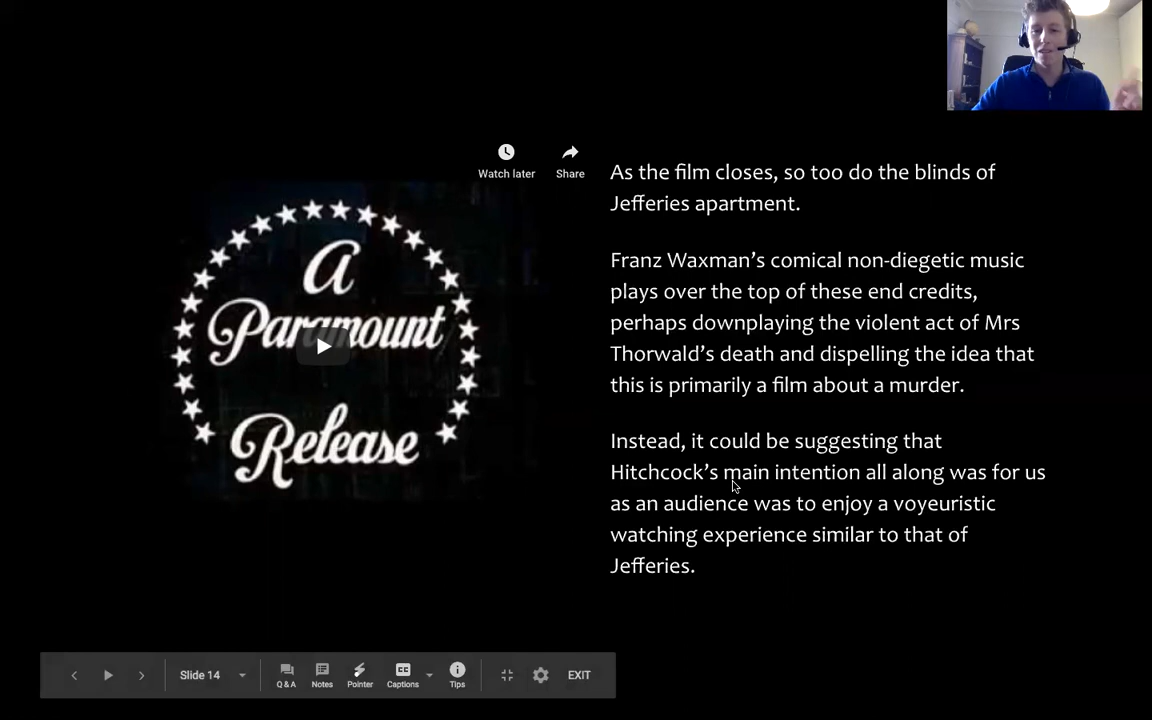 Watch later
Share
A
Paramount
Release
As the film closes, so too do the blinds of
Jefferies apartment.
Franz Waxman's comical non-diegetic music
plays over the top of these end credits,
perhaps downplaying the violent act of Mrs
Thorwald's death and dispelling the idea that
this is primarily a film about a murder.
Instead, it could be suggesting that
Hitchcock's main intention all along was for us
as an audience was to enjoy a voyeuristic
watching experience similar to that of
Jefferies.
Slide 14
Q & A
Notes
Pointer
CC
Captions
Tips
EXIT